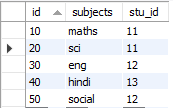 id subjects stu_id
10 maths 11
20 sci 11
30 eng 12
40 hindi 13
50 social 12